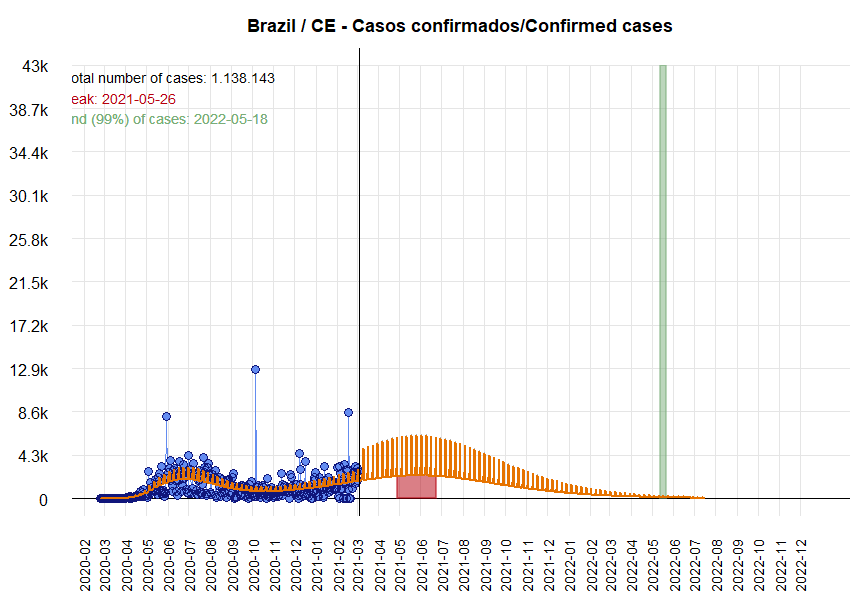 Brazil / CE - Casos confirmados/Confirmed cases
43k
otal number of cases: 1.138.143
eak: 2021-05-26
38.7k
nd (99%) of cases: 2022-05-18
34.4k
30.1k
25.8k
21.5k
17.2k
12.9k
8.6k
4.3k
0
2020-02
2020-03
2020-04
2020-05
2020-06
2020-07
2020-08
2020-09
2020-10
2020-11
2020-12
2021-01
2021-02
2021-03
2021-04
2021-05
2021-06
2021-07
2021-08
2021-09
2021-10
2021-11
2021-12
2022-01
2022-02
2022-03
2022-04
2022-05
2022-06
2022-07
2022-08
2022-09
2022-10
2022-11
2022-12